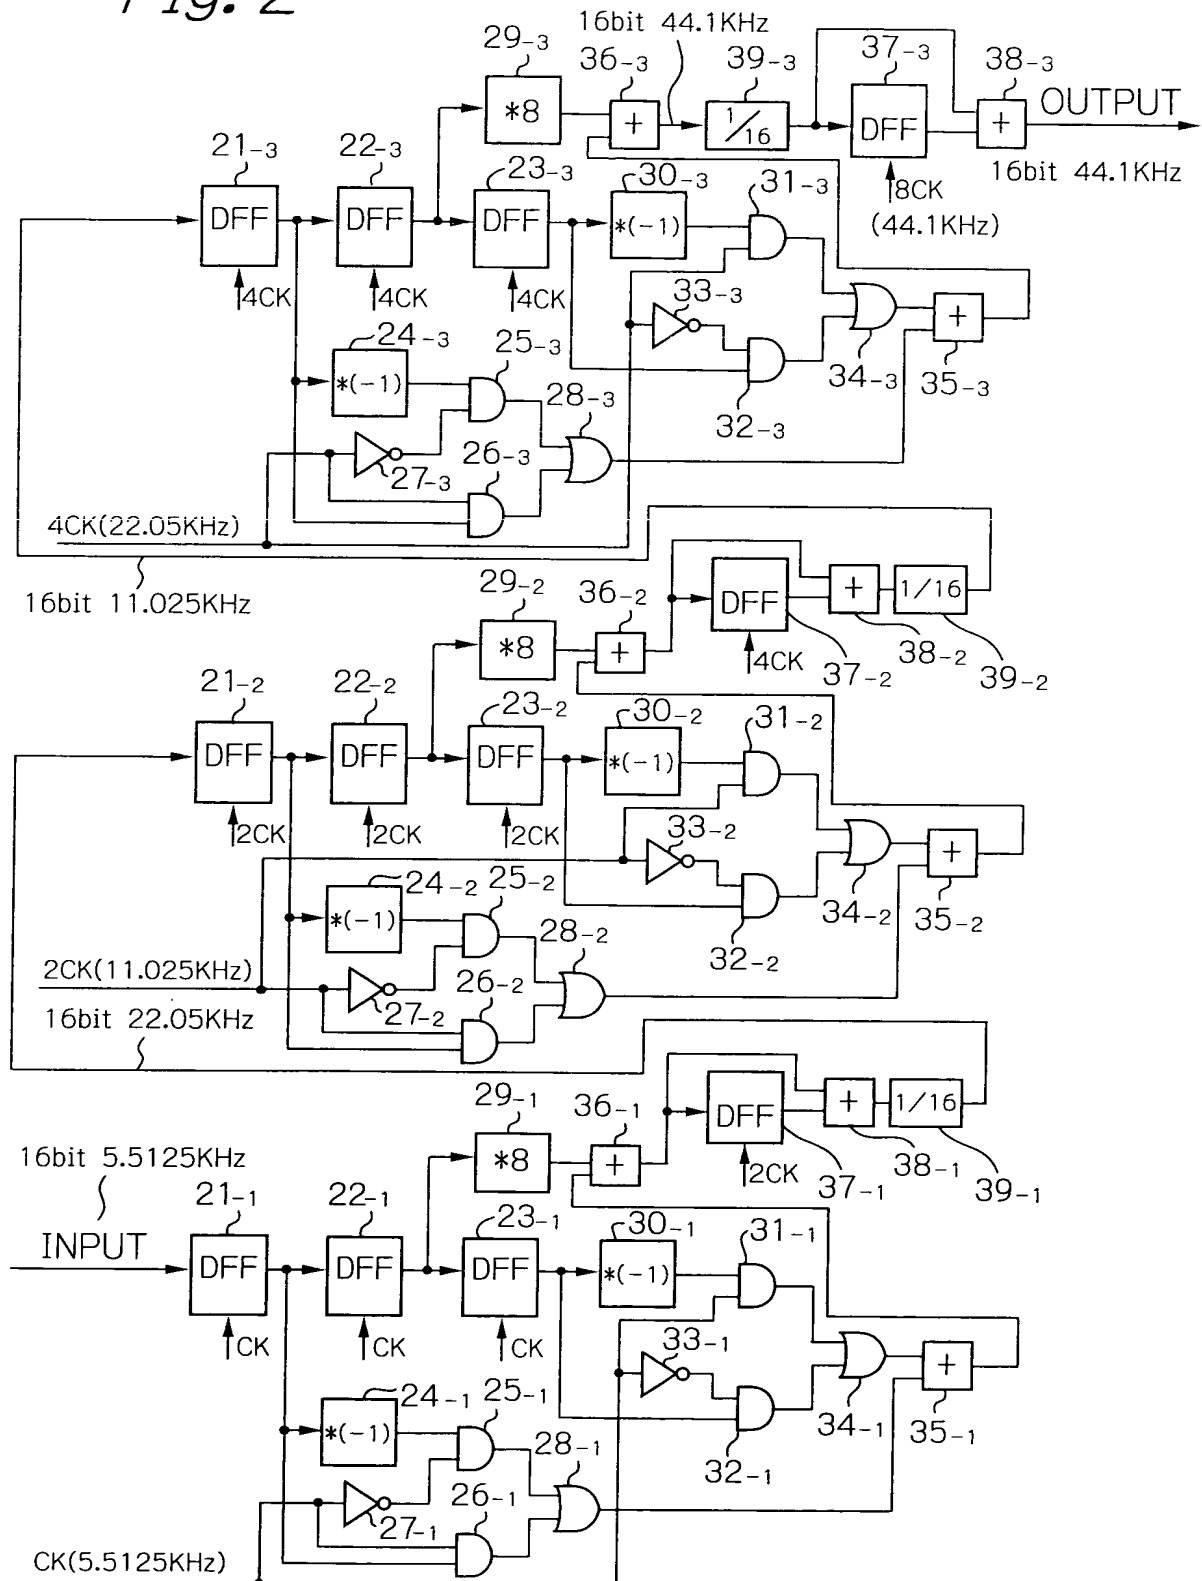 Fig. 2
16bit 44.1KHz
29-3
36-3
39-3
37-3
38-3
*8
+
1/16
DFF
+
OUTPUT
16bit 44.1KHz
8CK
(44.1KHz)
21-3
22-3
23-3
30-3
31-3
DFF
DFF
DFF
*(-1)
4CK
4CK
4CK
33-3
+
24-3
25-3
34-3
35-3
*(-1)
28-3
32-3
26-3
27-3
4CK(22.05KHz)
16bit 11.025KHz
29-2
36-2
DFF
+
1/16
*8
+
4CK
37-2
38-2
39-2
21-2
22-2
23-2
30-2
31-2
DFF
DFF
DFF
*(-1)
2CK
2CK
2CK
33-2
+
24-2
25-2
34-2
35-2
*(-1)
28-2
32-2
2CK(11.025KHz)
26-2
27-2
16bit 22.05KHz
29-1
36-1
DFF
+
1/16
*8
+
2CK
37-1
38-1
39-1
16bit 5.5125KHz
21-1
22-1
23-1
30-1
31-1
INPUT
DFF
DFF
DFF
*(-1)
CK
CK
CK
33-1
+
24-1
25-1
34-1
35-1
*(-1)
28-1
32-1
26-1
27-1
CK(5.5125KHz)